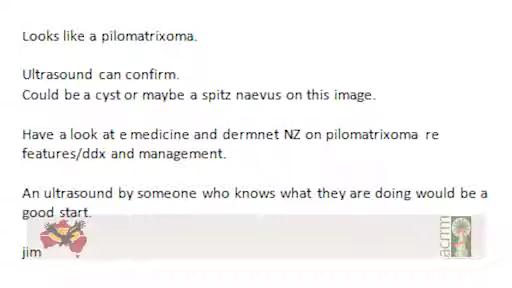 Looks like a pilomatrixoma.
Ultrasound can confirm.
Could be a cyst or maybe a spitz naevus on this image.
Have a look at e medicine and dermnet NZ on pilomatrixoma re
features/ddx and management.
An ultrasound by someone who knows what they are doing would be a
good start.
jim
acrrm